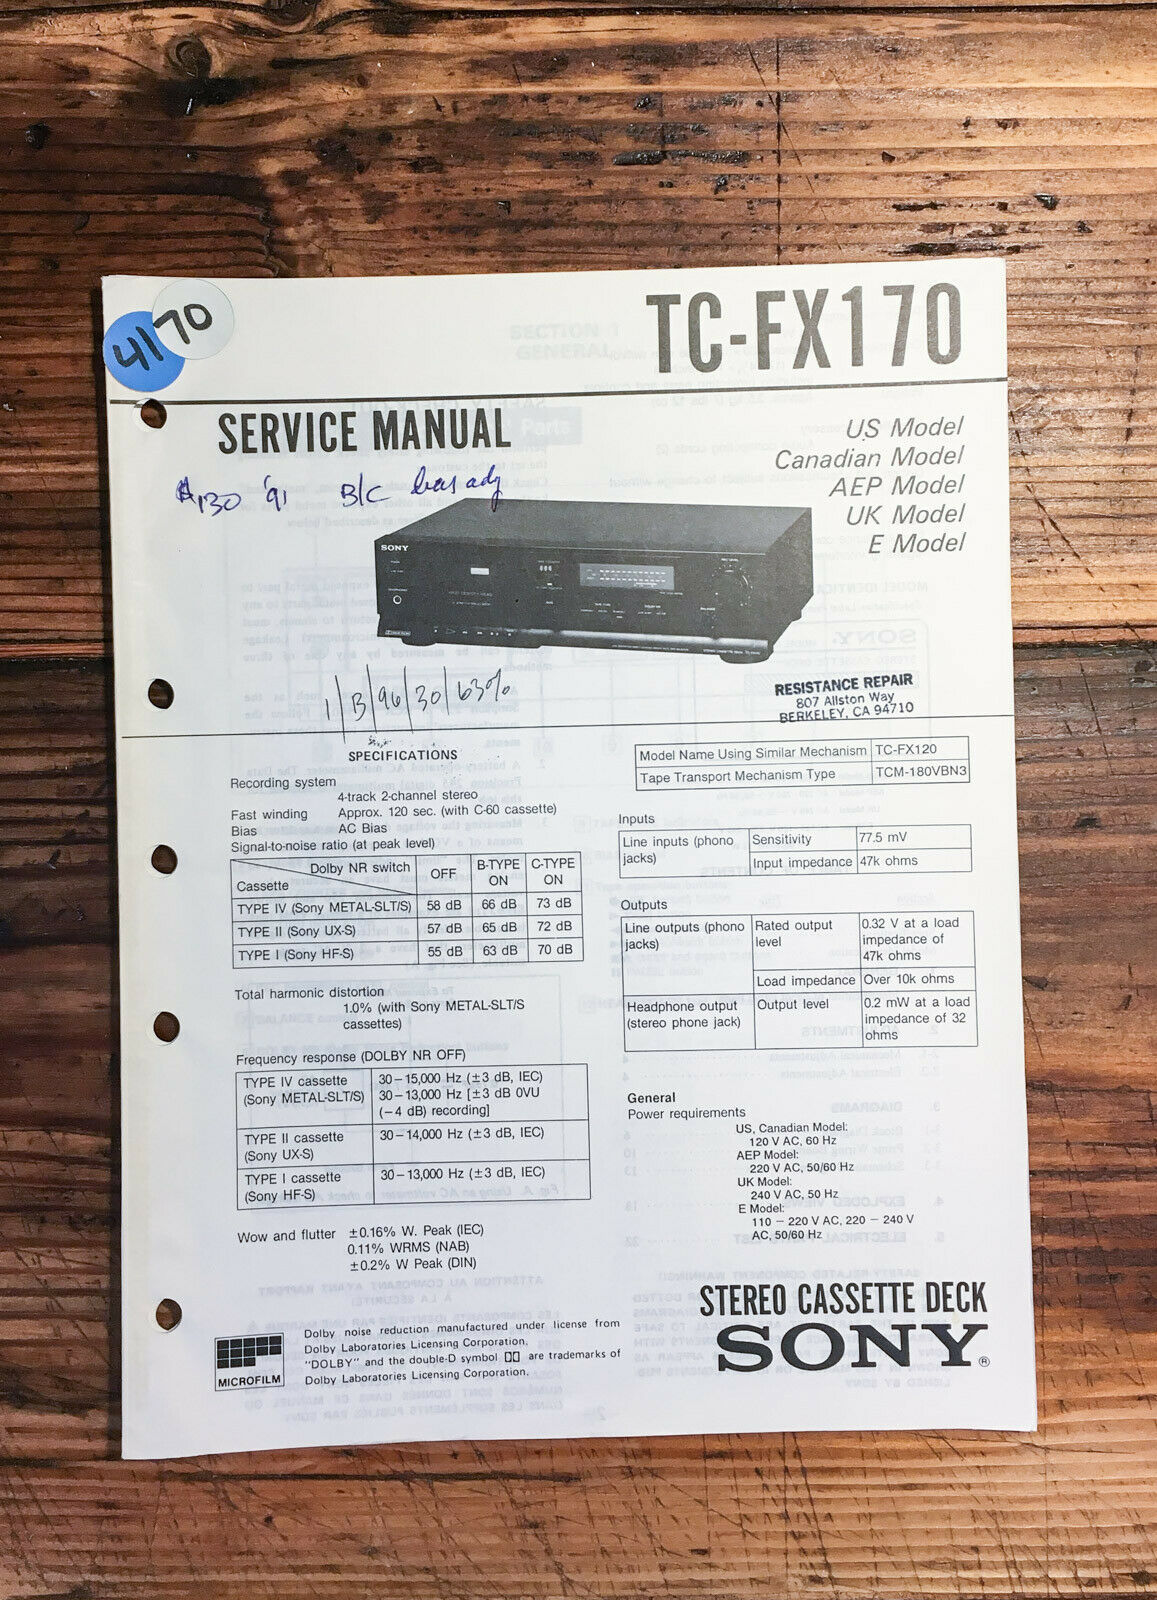 4170
TC-FX170
SERVICE MANUAL
US Model
Canadian Model
AEP Model
UK Model
E Model
$130 '91 B/C bias adj
SONY
1/B/96/30/63%
RESISTANCE REPAIR
807 Allston Way
BERKELEY, CA 94710
SPECIFICATIONS
Recording system
4-track 2-channel stereo
Fast winding Approx. 120 sec. (with C-60 cassette)
Bias AC Bias
Signal-to-noise ratio (at peak level)
Dolby NR switch OFF B-TYPE ON C-TYPE ON
Cassette
TYPE IV (Sony METAL-SLT/S) 58 dB 66 dB 73 dB
TYPE II (Sony UX-S) 57 dB 65 dB 72 dB
TYPE I (Sony HF-S) 55 dB 63 dB 70 dB
Total harmonic distortion
1.0% (with Sony METAL-SLT/S
cassettes)
Frequency response (DOLBY NR OFF)
TYPE IV cassette 30–15,000 Hz (±3 dB, IEC)
(Sony METAL-SLT/S) 30–13,000 Hz [±3 dB 0VU
(−4 dB) recording]
TYPE II cassette 30–14,000 Hz (±3 dB, IEC)
(Sony UX-S)
TYPE I cassette 30–13,000 Hz (±3 dB, IEC)
(Sony HF-S)
Wow and flutter ±0.16% W. Peak (IEC)
0.11% WRMS (NAB)
±0.2% W Peak (DIN)
Model Name Using Similar Mechanism TC-FX120
Tape Transport Mechanism Type TCM-180VBN3
Inputs
Line inputs (phono jacks) Sensitivity 77.5 mV
Input impedance 47k ohms
Outputs
Line outputs (phono jacks) Rated output level 0.32 V at a load impedance of 47k ohms
Load impedance Over 10k ohms
Headphone output (stereo phone jack) Output level 0.2 mW at a load impedance of 32 ohms
General
Power requirements
US, Canadian Model:
120 V AC, 60 Hz
AEP Model:
220 V AC, 50/60 Hz
UK Model:
240 V AC, 50 Hz
E Model:
110 – 220 V AC, 220 – 240 V
AC, 50/60 Hz
MICROFILM
Dolby noise reduction manufactured under license from
Dolby Laboratories Licensing Corporation.
"DOLBY" and the double-D symbol are trademarks of
Dolby Laboratories Licensing Corporation.
STEREO CASSETTE DECK
SONY®